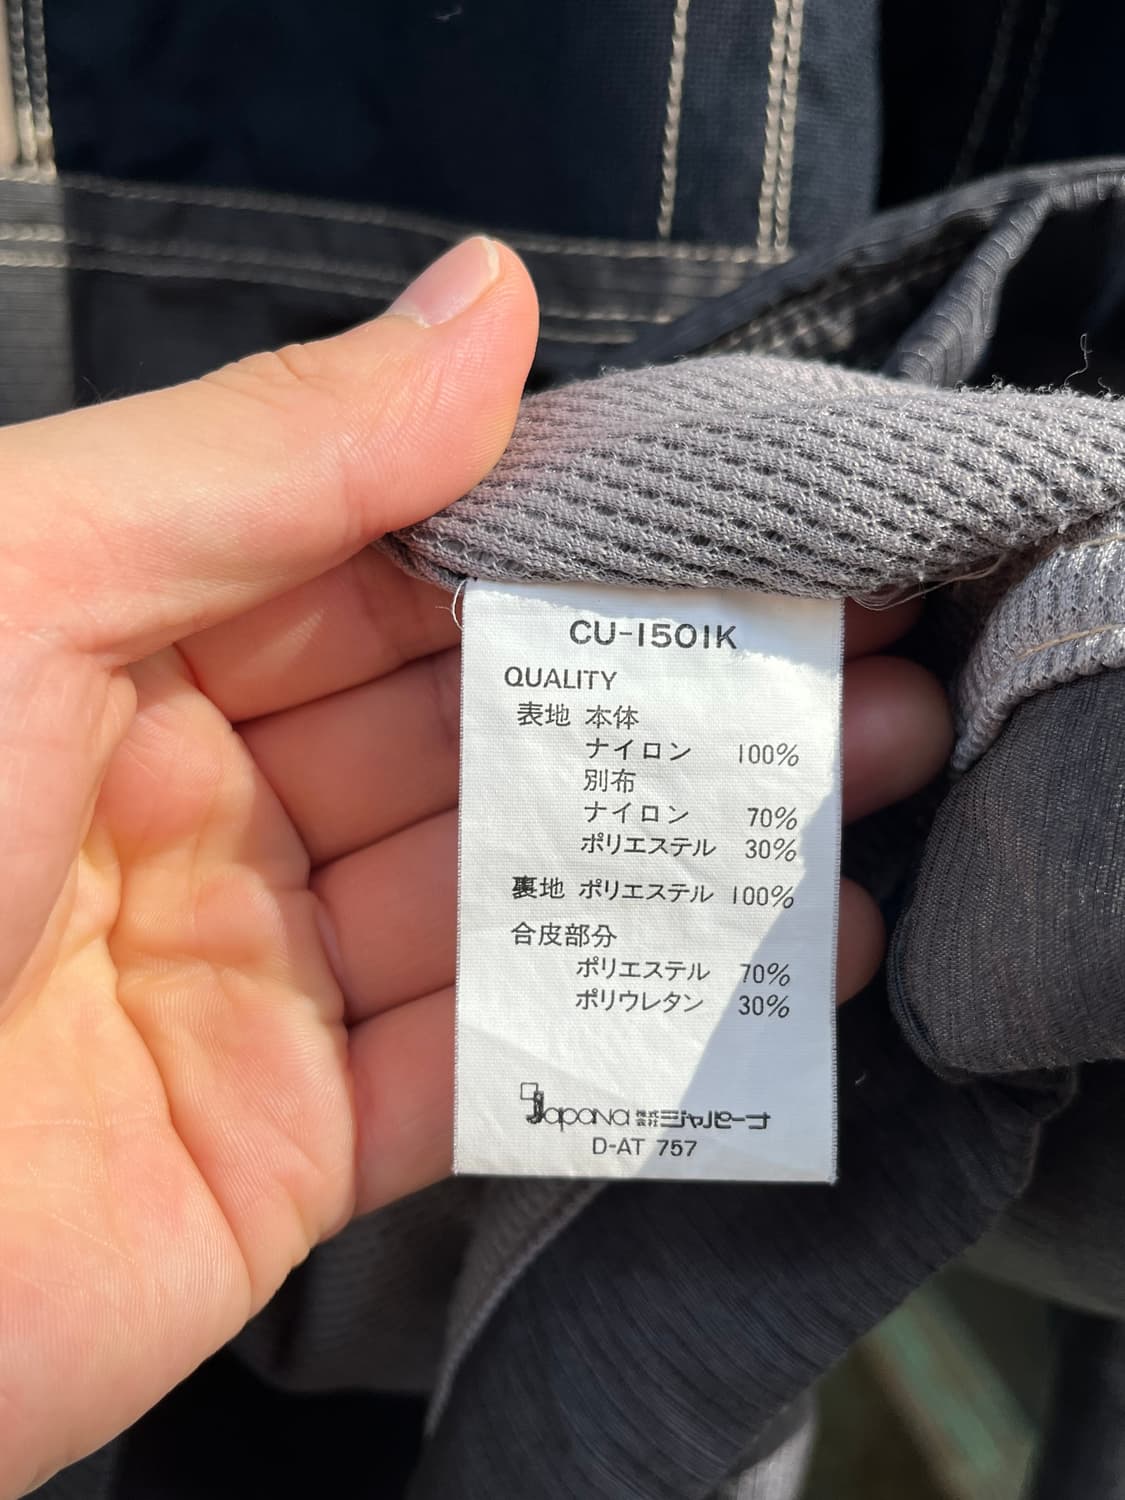 CU-1501K
QUALITY
表地 本体
ナイロン 100%
別布
ナイロン 70%
ポリエステル 30%
裏地 ポリエステル 100%
合皮部分
ポリエステル 70%
ポリウレタン 30%
Japana 株式会社ジャパーナ
D-AT 757